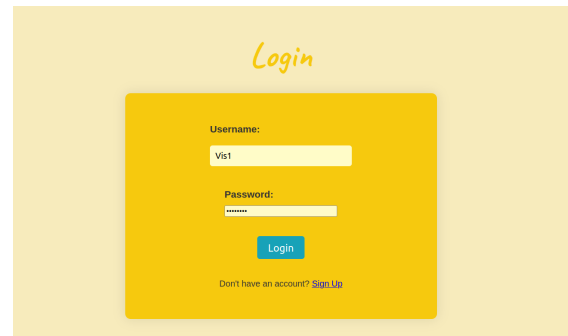 Login
Username:
Vis1
Password:
••••••••
Login
Don't have an account? Sign Up